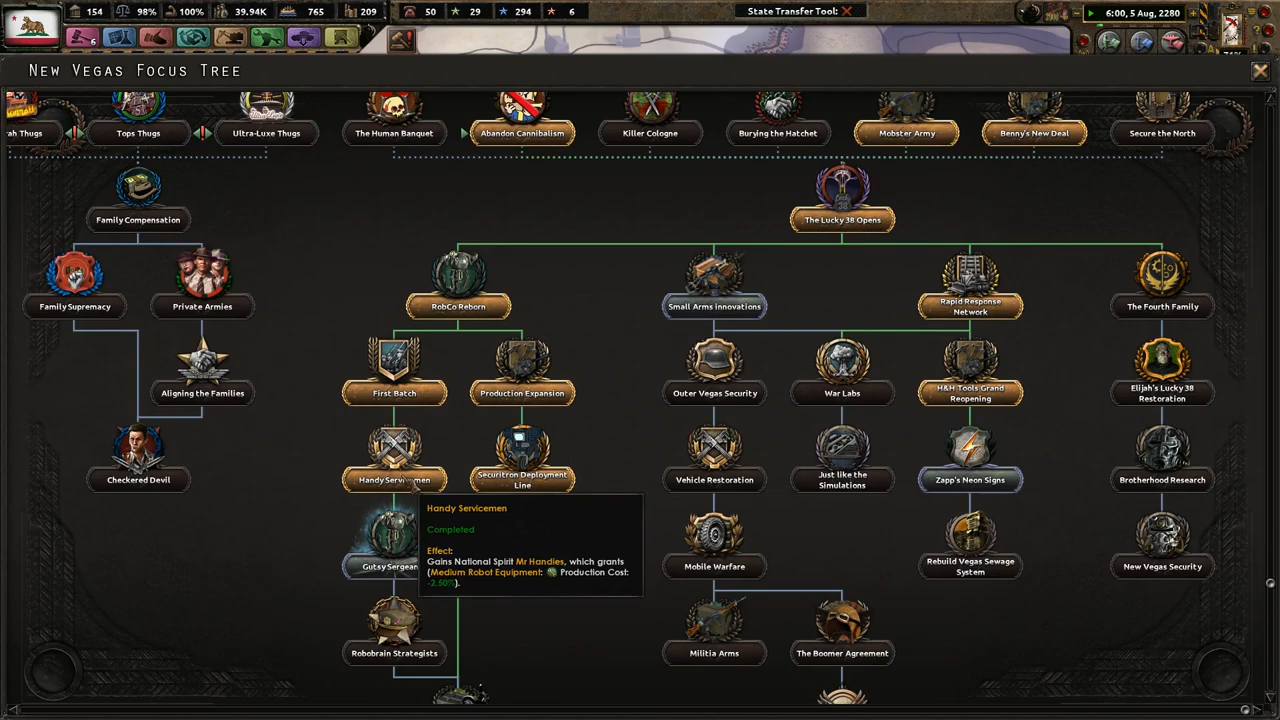 154 98% 100% 39.94K 765 209 50 29 294 6 State Transfer Tool: 6:00, 5 Aug, 2280
6
New Vegas Focus Tree
Tops Thugs
Ultra-Luxe Thugs
The Human Banquet
Abandon Cannibalism
Killer Cologne
Burying the Hatchet
Mobster Army
Benny's New Deal
Secure the North
Family Compensation
The Lucky 38 Opens
Family Supremacy
Private Armies
RobCo Reborn
Small Arms Innovations
Rapid Response
Network
The Fourth Family
Aligning the Families
First Batch
Production Expansion
Outer Vegas Security
War Labs
H&H Tools Grand
Reopening
Elijah's Lucky 38
Restoration
Checkered Devil
Handy Servicemen
Securitron Deployment
Line
Vehicle Restoration
Just like the
Simulations
Zapp's Neon Signs
Brotherhood Research
Handy Servicemen
Completed
Effect:
Gains National Spirit Mr Handies, which grants
(Medium Robot Equipment: Production Cost:
-2.50%).
Mobile Warfare
Rebuild Vegas Sewage
System
New Vegas Security
Robobrain Strategists
Militia Arms
The Boomer Agreement